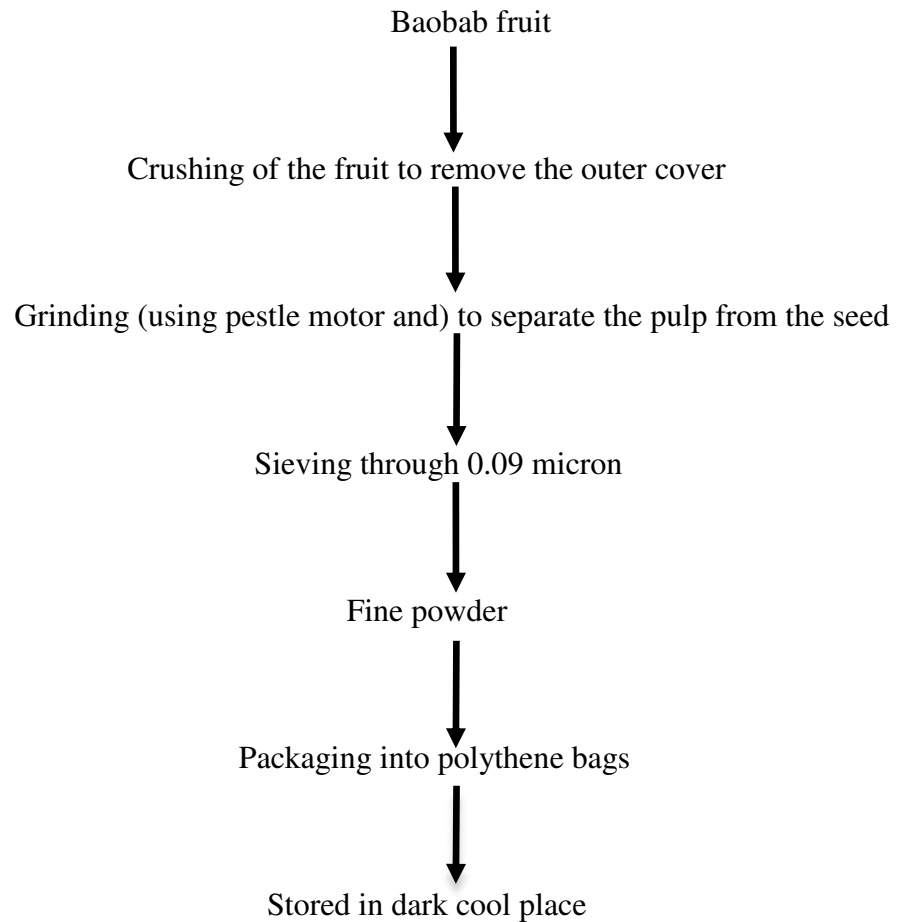 Baobab fruit
Crushing of the fruit to remove the outer cover
Grinding (using pestle motor and) to separate the pulp from the seed
Sieving through 0.09 micron
Fine powder
Packaging into polythene bags
Stored in dark cool place